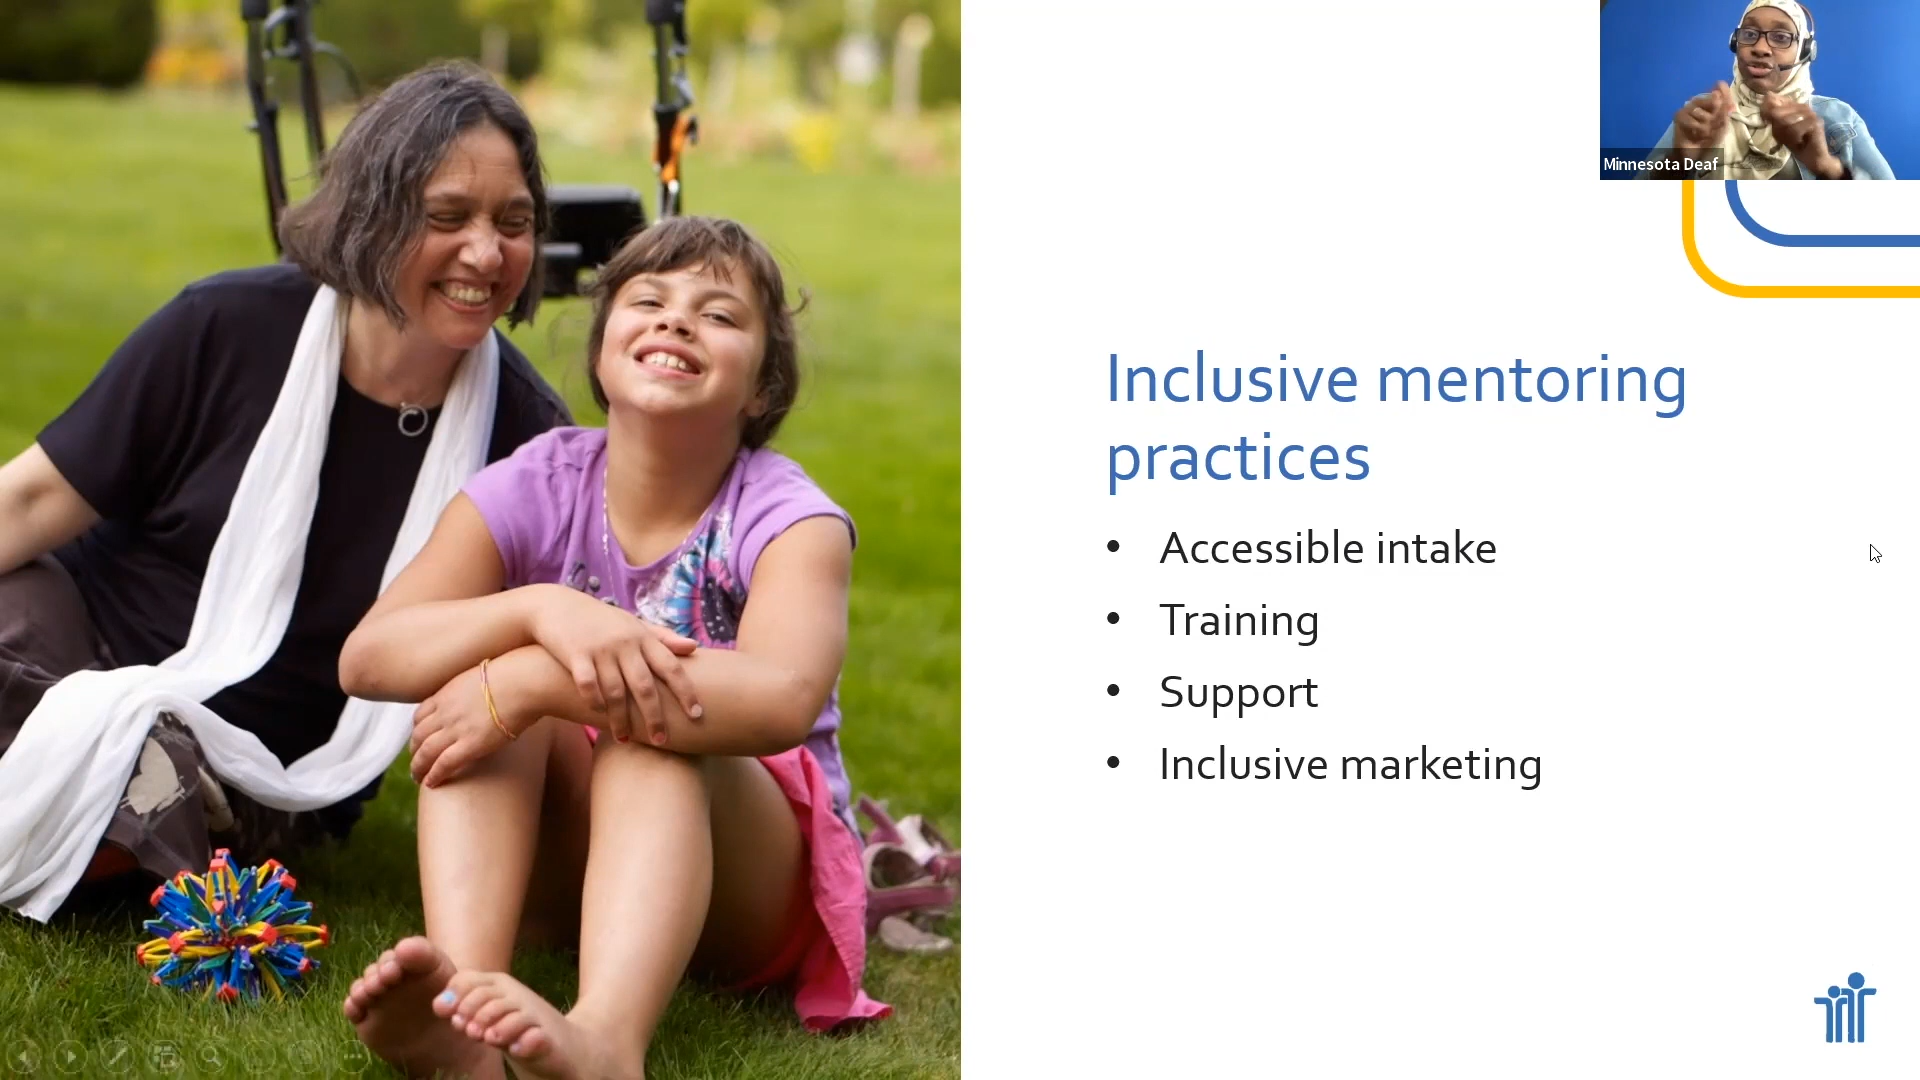 Minnesota Deaf
Inclusive mentoring
practices
• Accessible intake
• Training
• Support
• Inclusive marketing